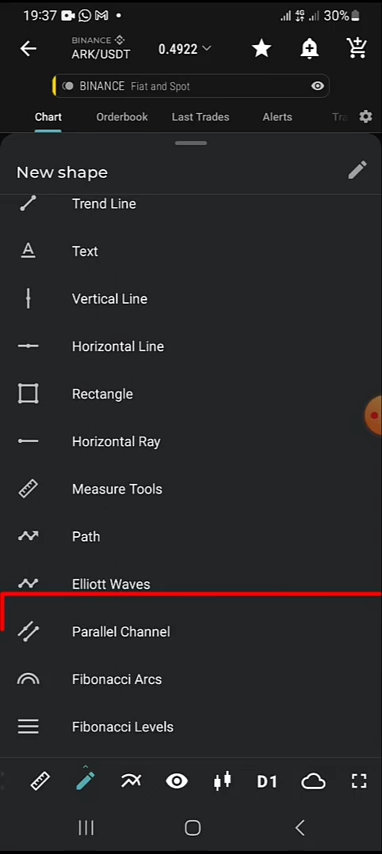 19:37
30%
BINANCE
ARK/USDT
0.4922
BINANCE Fiat and Spot
Chart Orderbook Last Trades Alerts Tra
New shape
Trend Line
Text
Vertical Line
Horizontal Line
Rectangle
Horizontal Ray
Measure Tools
Path
Elliott Waves
Parallel Channel
Fibonacci Arcs
Fibonacci Levels
D1